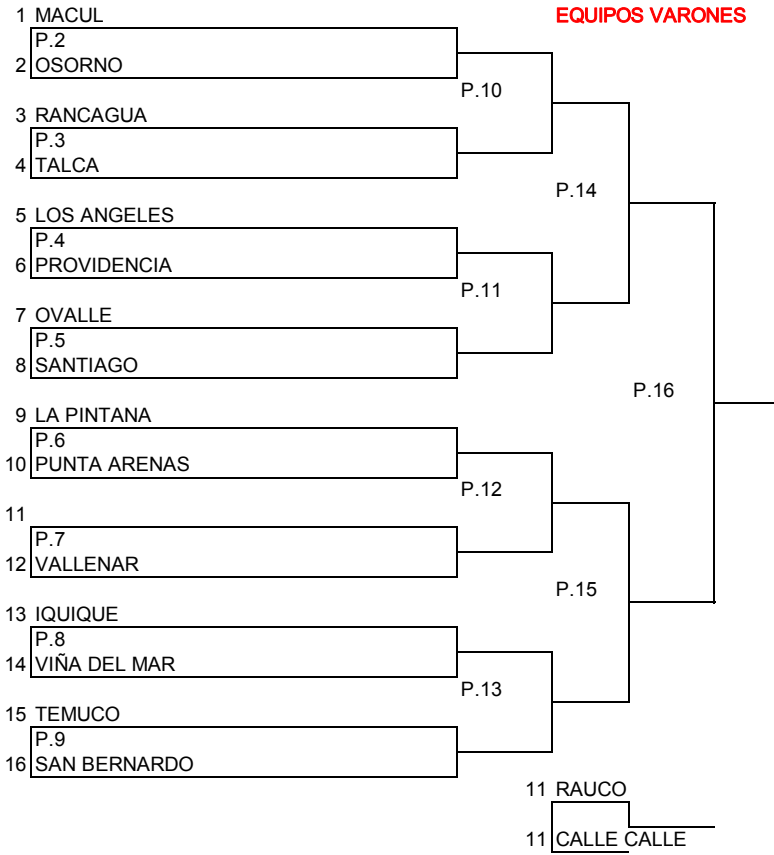 1 MACUL
EQUIPOS VARONES
P.2
2 OSORNO
P.10
3 RANCAGUA
P.3
4 TALCA
P.14
5 LOS ANGELES
P.4
6 PROVIDENCIA
P.11
7 OVALLE
P.5
8 SANTIAGO
P.16
9 LA PINTANA
P.6
10 PUNTA ARENAS
P.12
11
P.7
12 VALLENAR
P.15
13 IQUIQUE
P.8
14 VIÑA DEL MAR
P.13
15 TEMUCO
P.9
16 SAN BERNARDO
11 RAUCO
11 CALLE CALLE